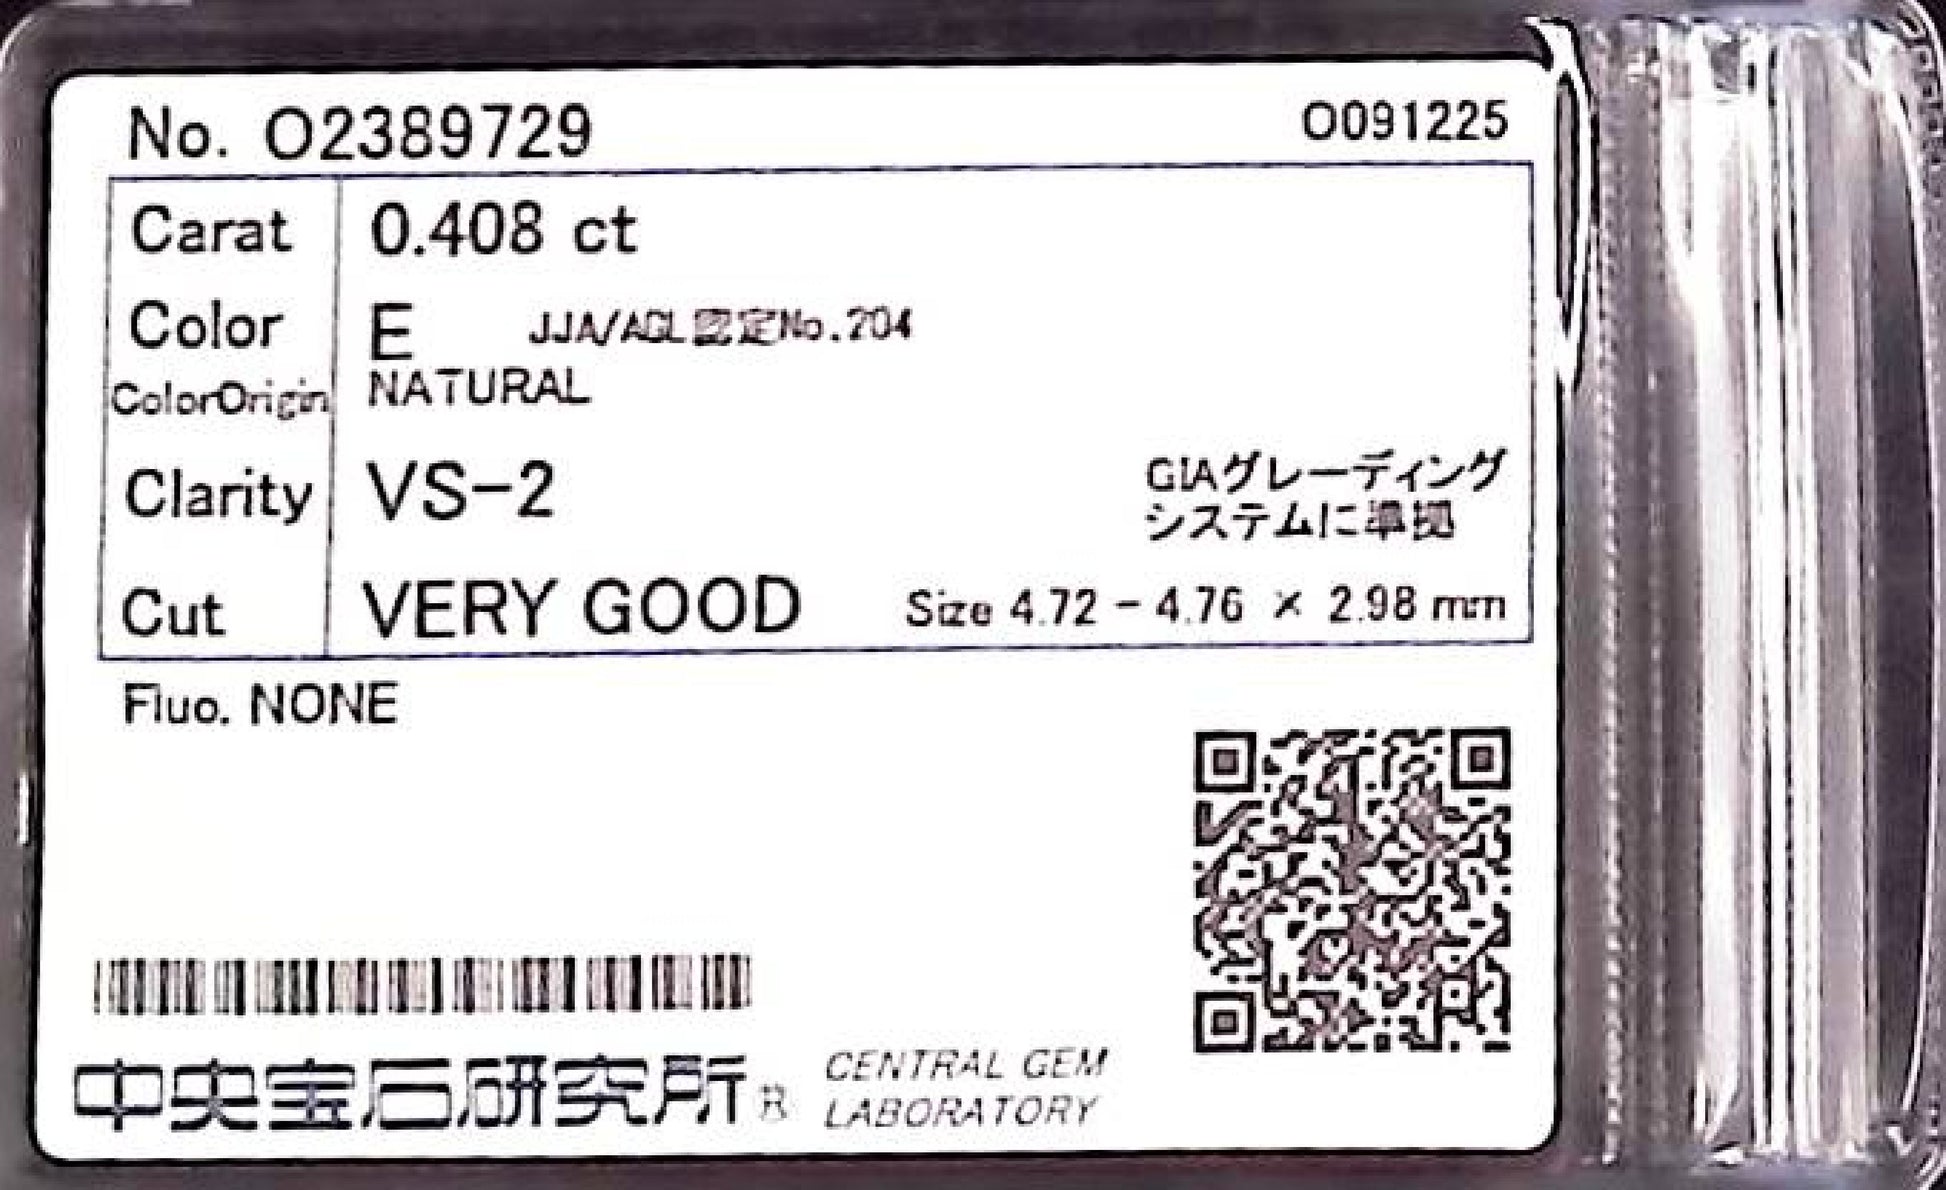 No. O2389729 O091225
Carat 0.408 ct
Color E JJA/AGL認定No.204
ColorOrigin NATURAL
Clarity VS-2
GIAグレーディング
システムに準拠
Cut VERY GOOD Size 4.72 - 4.76 × 2.98 mm
Fluo. NONE
中央宝石研究所® CENTRAL GEM
LABORATORY